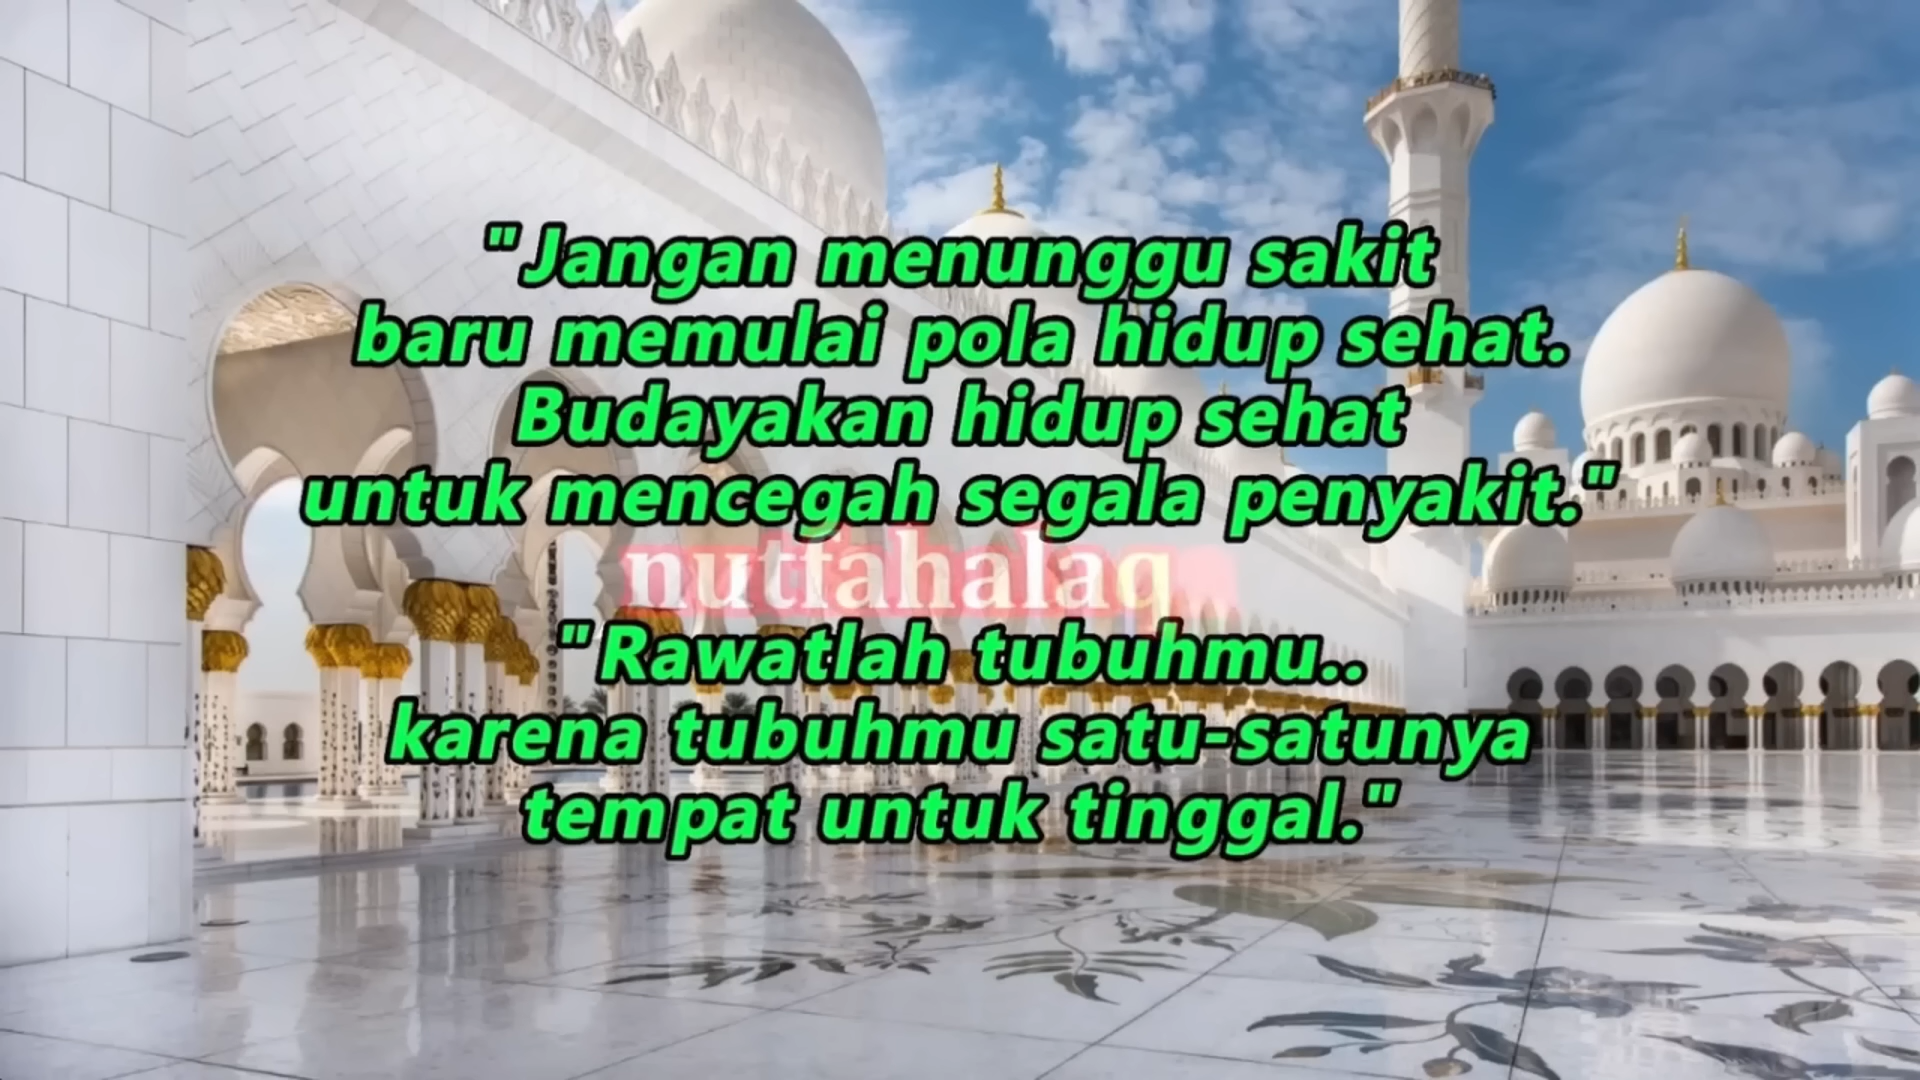 "Jangan menunggu sakit
baru memulai pola hidup sehat.
Budayakan hidup sehat
untuk mencegah segala penyakit."
nutfahalaq
"Rawatlah tubuhmu..
karena tubuhmu satu-satunya
tempat untuk tinggal."